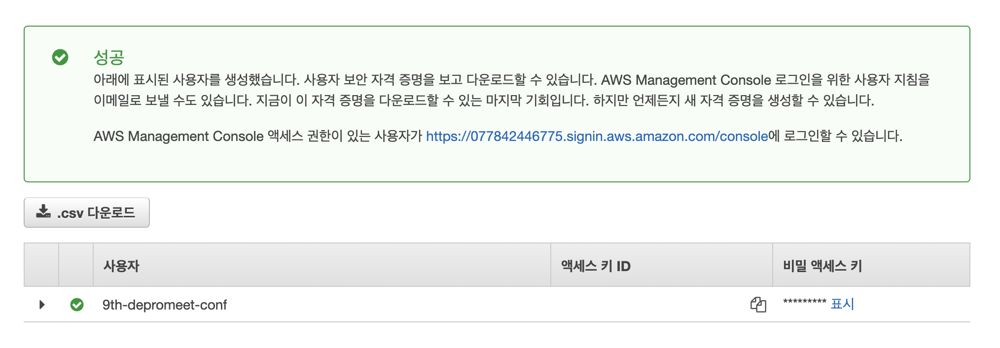 성공
아래에 표시된 사용자를 생성했습니다. 사용자 보안 자격 증명을 보고 다운로드할 수 있습니다. AWS Management Console 로그인을 위한 사용자 지침을
이메일로 보낼 수도 있습니다. 지금이 이 자격 증명을 다운로드할 수 있는 마지막 기회입니다. 하지만 언제든지 새 자격 증명을 생성할 수 있습니다.
AWS Management Console 액세스 권한이 있는 사용자가 https://077842446775.signin.aws.amazon.com/console에 로그인할 수 있습니다.
.csv 다운로드
사용자 액세스 키 ID 비밀 액세스 키
9th-depromeet-conf ********* 표시